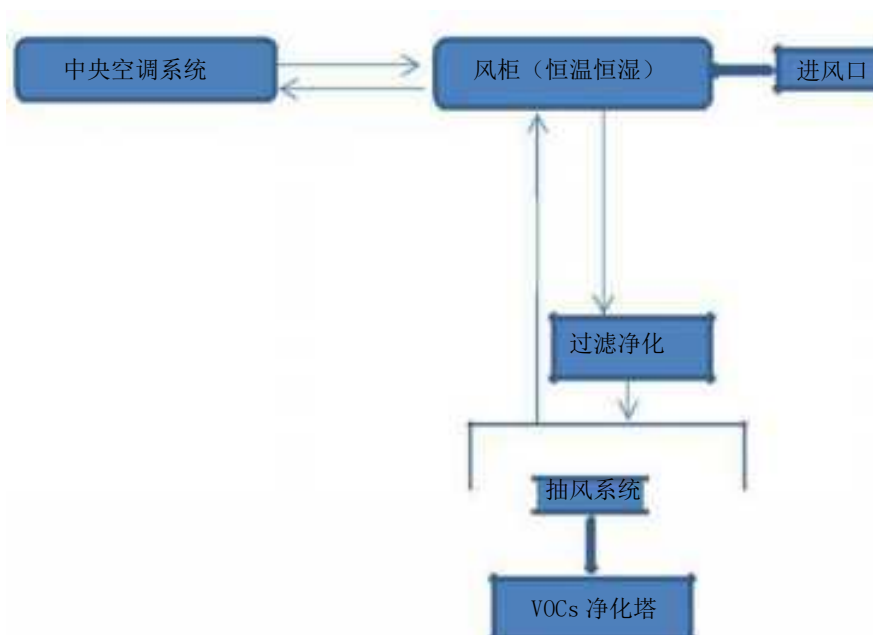 中央空调系统
风柜（恒温恒湿）
进风口
过滤净化
抽风系统
VOCs 净化塔